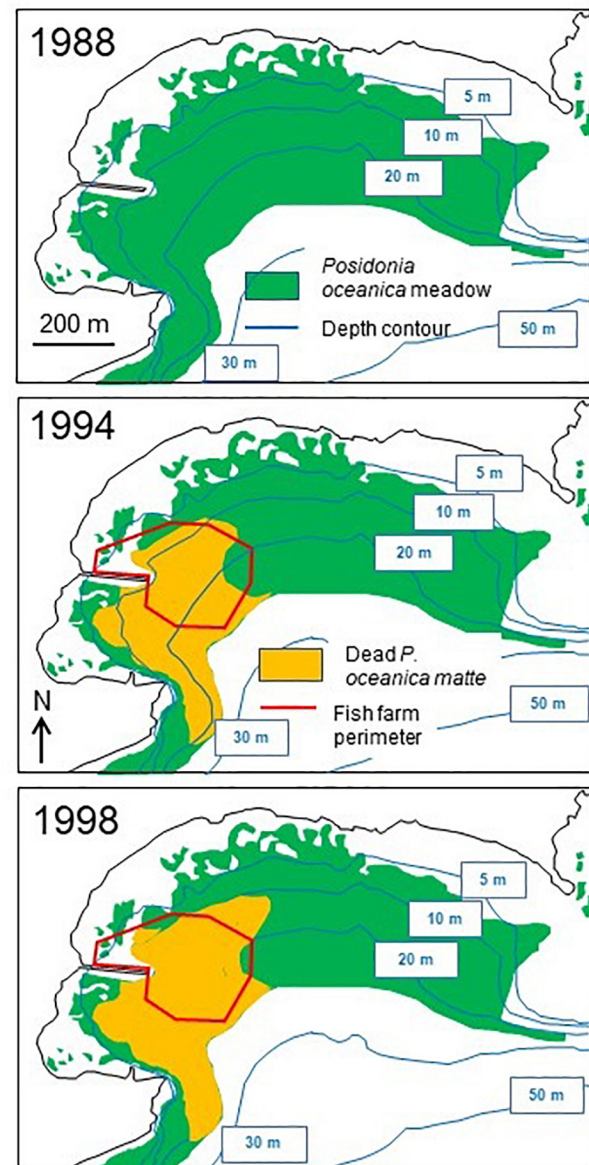 1988
5 m
10 m
20 m
Posidonia
oceanica meadow
200 m
Depth contour
50 m
30 m
1994
5 m
10 m
20 m
Dead P.
oceanica matte
N
50 m
Fish farm
perimeter
30 m
1998
5 m
10 m
20 m
50 m
30 m